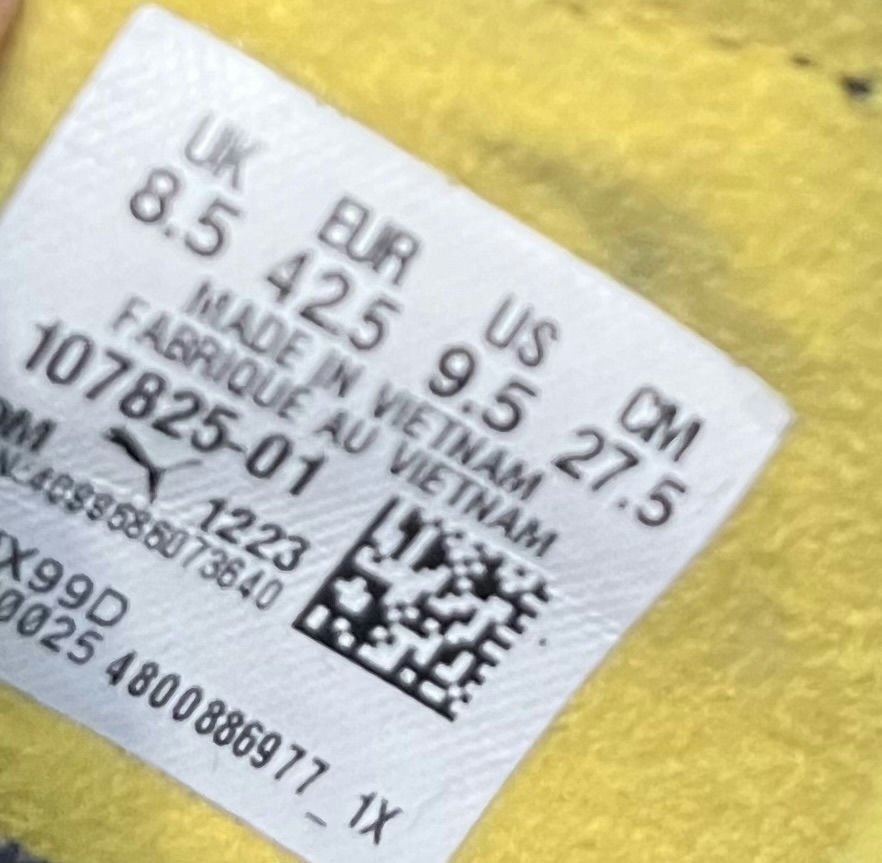 UK EUR US CM
8.5 42.5 9.5 27.5
MADE IN VIETNAM
FABRIQUÉ AU VIETNAM
107825-01
1223
X99D
0025 4800886977_1X